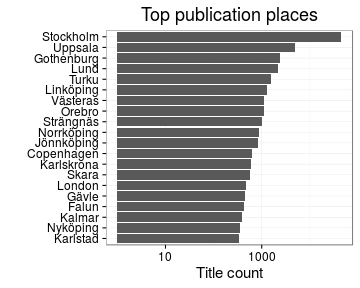 Top publication places
Stockholm
Uppsala
Gothenburg
Lund
Turku
Linköping
Västeras
Orebro
Strängnäs
Norrköping
Jönnköping
Copenhagen
Karlskrona
Skara
London
Gävle
Falun
Kalmar
Nyköping
Karlstad
10
1000
Title count